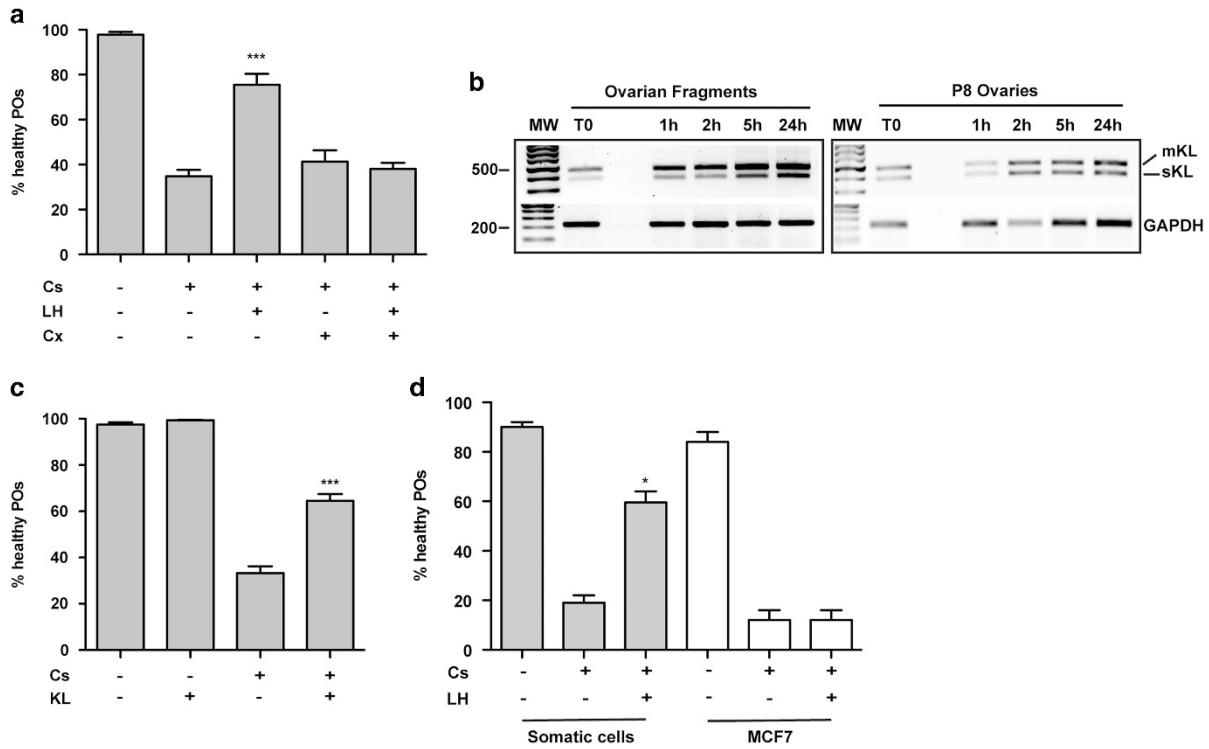 a
% healthy POs
100
80
60
40
20
0
***
Cs - + + + +
LH - - + - +
Cx - - - + +
b
Ovarian Fragments
MW T0 1h 2h 5h 24h
500
200
P8 Ovaries
MW T0 1h 2h 5h 24h
mKL
sKL
GAPDH
c
% healthy POs
100
80
60
40
20
0
***
Cs - - + +
KL - + - +
d
% healthy POs
100
80
60
40
20
0
*
Cs - + + - + +
LH - - + - - +
Somatic cells MCF7